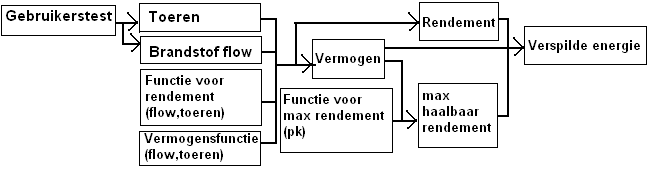 Gebruikerstest
Toeren
Brandstof flow
Functie voor
rendement
(flow,toeren)
Vermogensfunctie
(flow,toeren)
Vermogen
Functie voor
max rendement
(pk)
Rendement
max
haalbaar
rendement
Verspilde energie